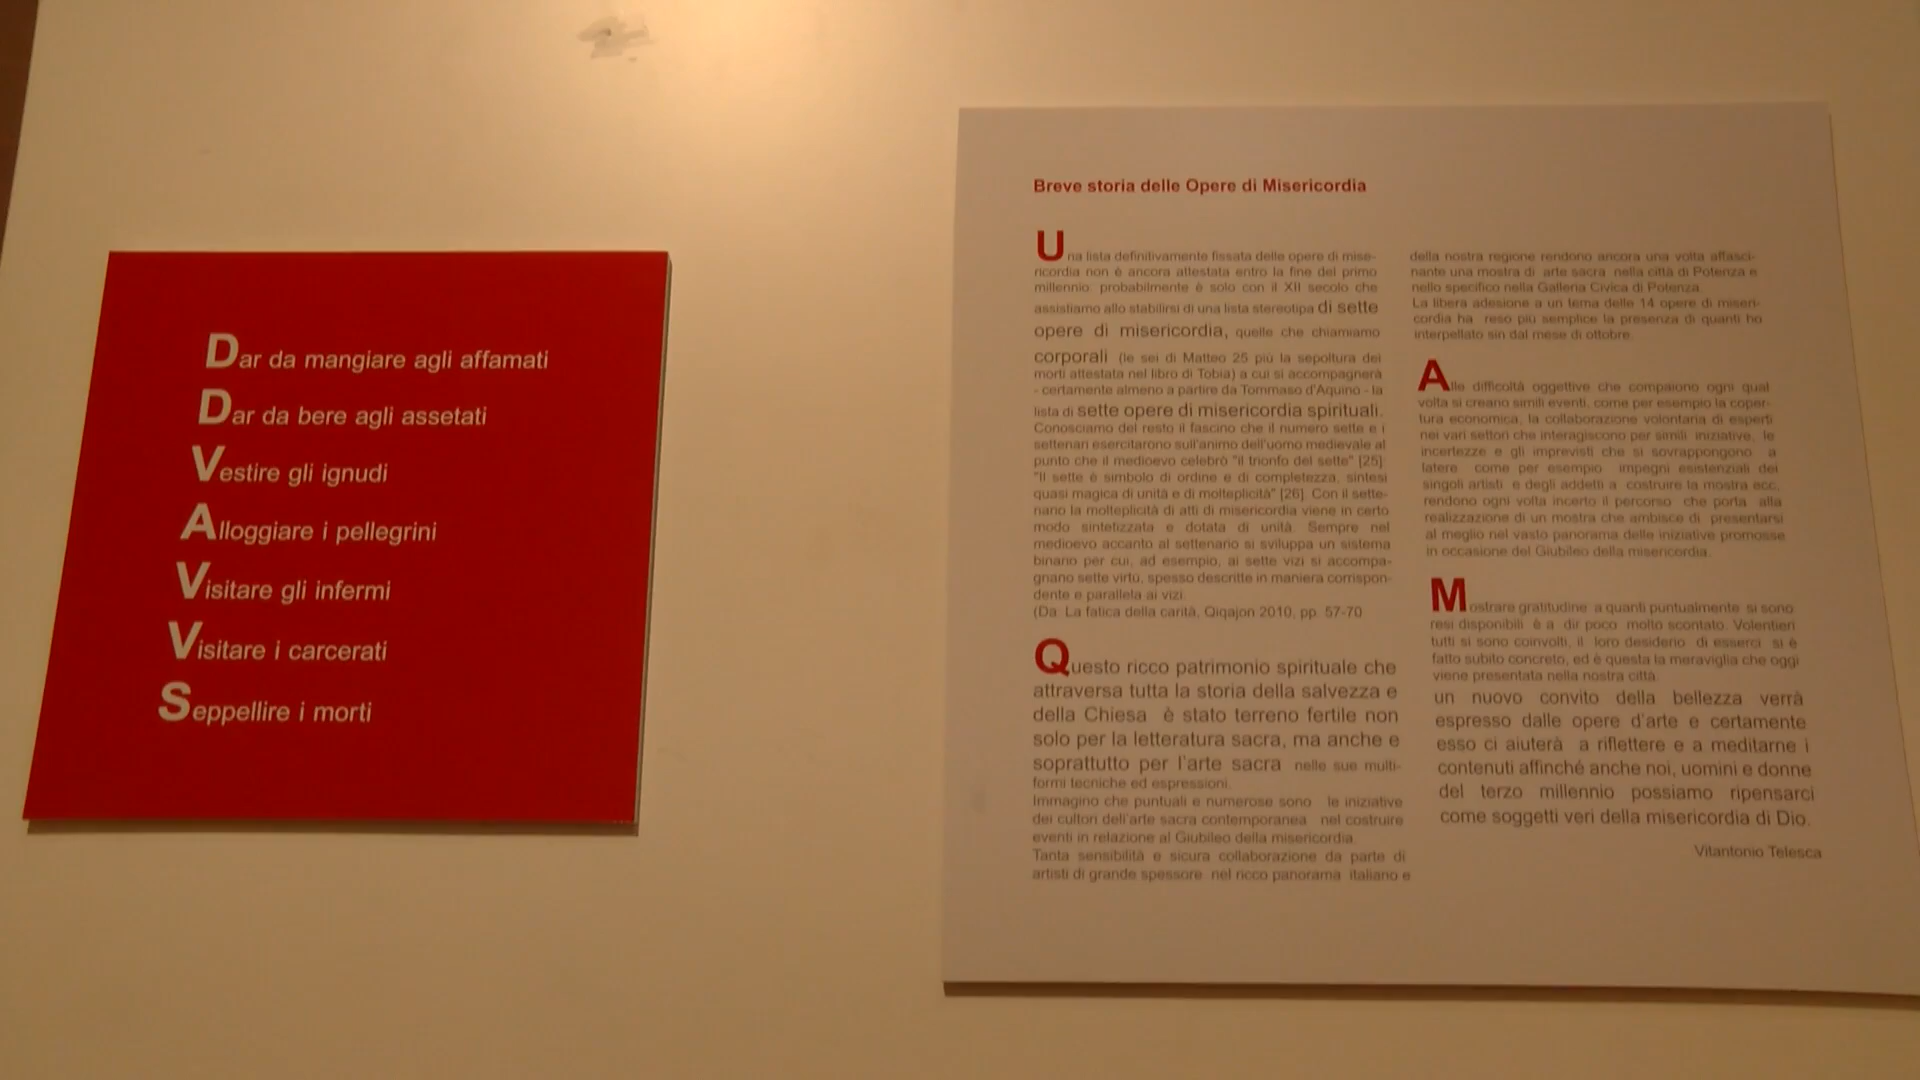 Dar da mangiare agli affamati
Dar da bere agli assetati
Vestire gli ignudi
Alloggiare i pellegrini
Visitare gli infermi
Visitare i carcerati
Seppellire i morti
Breve storia delle Opere di Misericordia
Una lista definitivamente fissata delle opere di mise-
ricordia non è ancora attestata entro la fine del primo
millennio probabilmente è solo con il XII secolo che
assistiamo allo stabilirsi di una lista stereotipa di sette
opere di misericordia, quelle che chiamiamo
corporali (le sei di Matteo 25 più la sepoltura dei
morti attestata nel libro di Tobia) a cui si accompagnerà
- certamente almeno a partire da Tommaso d'Aquino - la
lista di sette opere di misericordia spirituali.
Conosciamo del resto il fascino che il numero sette e i
settenari esercitarono sull'animo dell'uomo medievale al
punto che il medioevo celebrò "il trionfo del sette" [25]
"Il sette è simbolo di ordine e di completezza, sintesi
quasi magica di unità e di molteplicità" [26]. Con il sette-
nario la molteplicità di atti di misericordia viene in certo
modo sintetizzata e dotata di unità. Sempre nel
medioevo accanto al settenario si sviluppa un sistema
binario per cui, ad esempio, ai sette vizi si accompa-
gnano sette virtù, spesso descritte in maniera corrispon-
dente e parallela ai vizi.
(Da: La fatica della carità, Qiqajon 2010, pp. 57-70
Questo ricco patrimonio spirituale che
attraversa tutta la storia della salvezza e
della Chiesa è stato terreno fertile non
solo per la letteratura sacra, ma anche e
soprattutto per l'arte sacra nelle sue multi-
formi tecniche ed espressioni.
Immagino che puntuali e numerose sono le iniziative
dei cultori dell'arte sacra contemporanea nel costruire
eventi in relazione al Giubileo della misericordia.
Tanta sensibilità e sicura collaborazione da parte di
artisti di grande spessore nel ricco panorama italiano e
della nostra regione rendono ancora una volta affasci-
nante una mostra di arte sacra nella città di Potenza e
nello specifico nella Galleria Civica di Potenza.
La libera adesione a un tema delle 14 opere di miseri-
cordia ha reso più semplice la presenza di quanti ho
interpellato sin dal mese di ottobre.
Alle difficoltà oggettive che compaiono ogni qual
volta si creano simili eventi, come per esempio la coper-
tura economica, la collaborazione volontaria di esperti
nei vari settori che interagiscono per simili iniziative, le
incertezze e gli imprevisti che si sovrappongono a
latere come per esempio impegni esistenziali dei
singoli artisti e degli addetti a costruire la mostra ecc.
rendono ogni volta incerto il percorso che porta alla
realizzazione di un mostra che ambisce di presentarsi
al meglio nel vasto panorama delle iniziative promosse
in occasione del Giubileo della misericordia.
Mostrare gratitudine a quanti puntualmente si sono
resi disponibili è a dir poco molto scontato. Volentieri
tutti si sono coinvolti, il loro desiderio di esserci si è
fatto subito concreto, ed è questa la meraviglia che oggi
viene presentata nella nostra città:
un nuovo convito della bellezza verrà
espresso dalle opere d'arte e certamente
esso ci aiuterà a riflettere e a meditarne i
contenuti affinché anche noi, uomini e donne
del terzo millennio possiamo ripensarci
come soggetti veri della misericordia di Dio.
Vitantonio Telesca